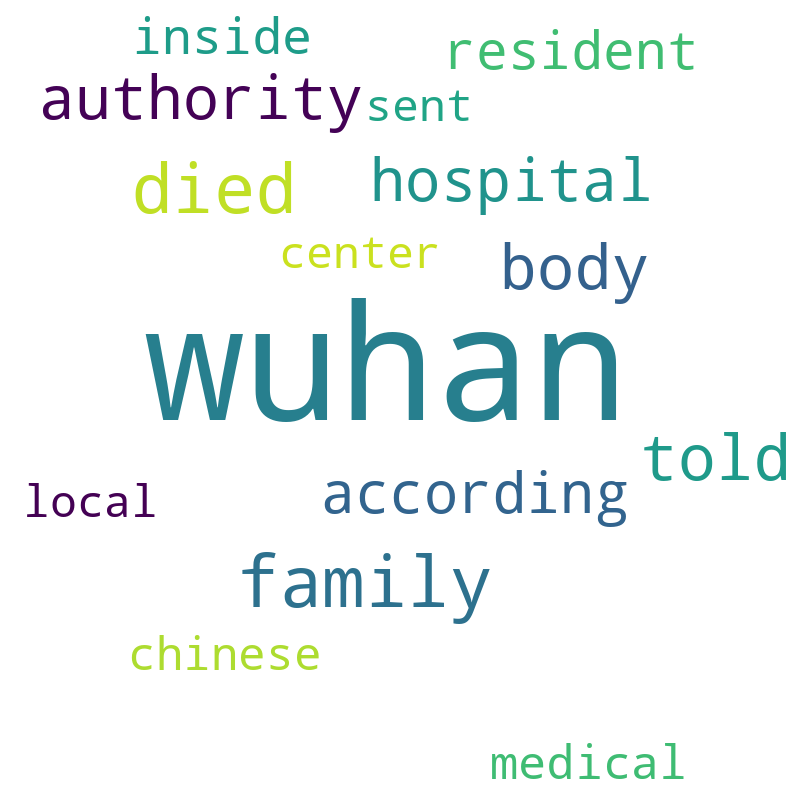 inside
resident
authority
sent
died
hospital
center
body
wuhan
told
local
according
family
chinese
medical